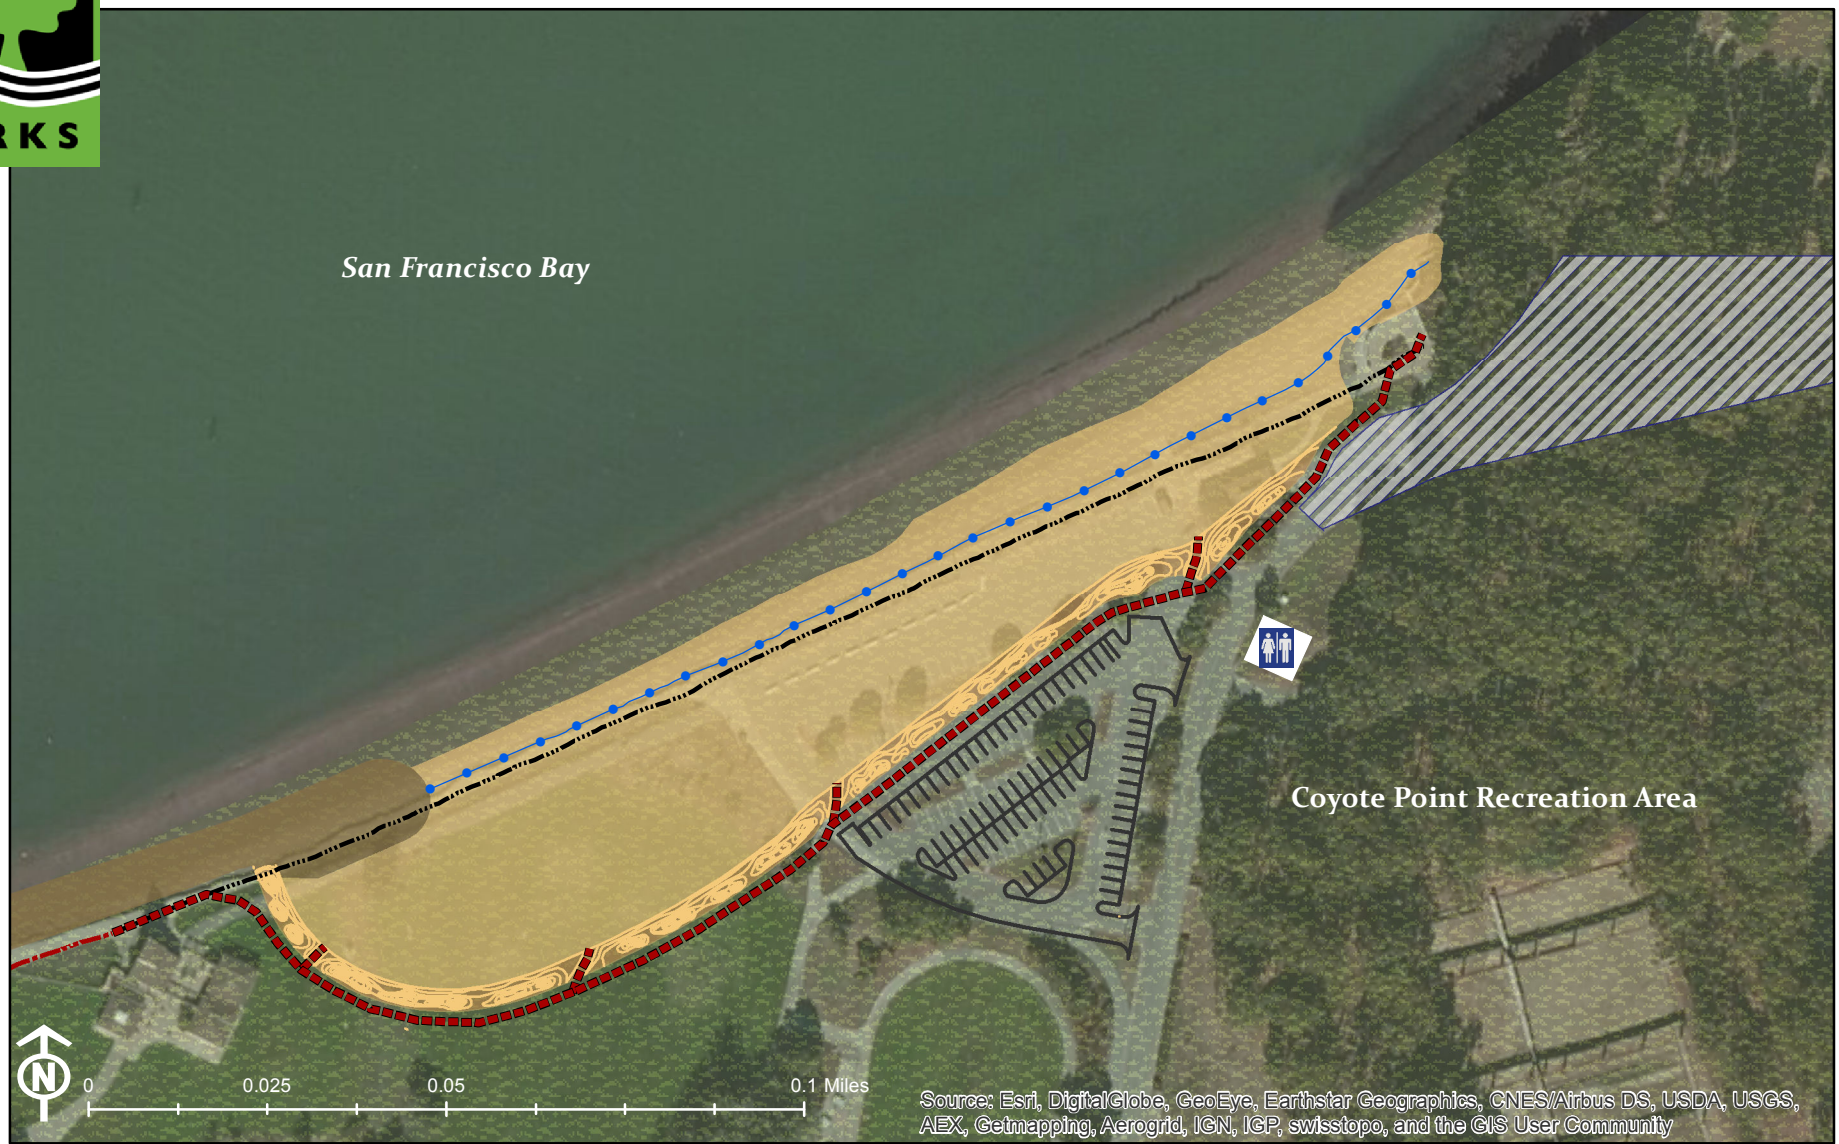 RKS
San Francisco Bay
Coyote Point Recreation Area
N
0 0.025 0.05 0.1 Miles
Source: Esri, DigitalGlobe, GeoEye, Earthstar Geographics, CNES/Airbus DS, USDA, USGS,
AEX, Getmapping, Aerogrid, IGN, IGP, swisstopo, and the GIS User Community